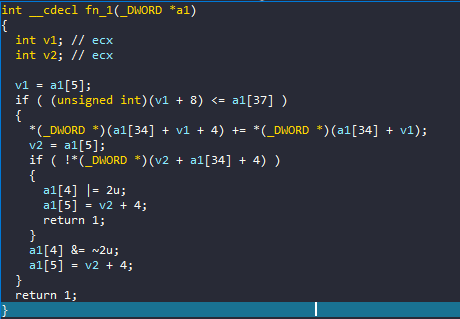 int __cdecl fn_1(_DWORD *a1)
{
  int v1; // ecx
  int v2; // ecx

  v1 = a1[5];
  if ( (unsigned int)(v1 + 8) <= a1[37] )
  {
    *(_DWORD *)(a1[34] + v1 + 4) += *(_DWORD *)(a1[34] + v1);
    v2 = a1[5];
    if ( !*(_DWORD *)(v2 + a1[34] + 4) )
    {
      a1[4] |= 2u;
      a1[5] = v2 + 4;
      return 1;
    }
    a1[4] &= ~2u;
    a1[5] = v2 + 4;
  }
  return 1;
}